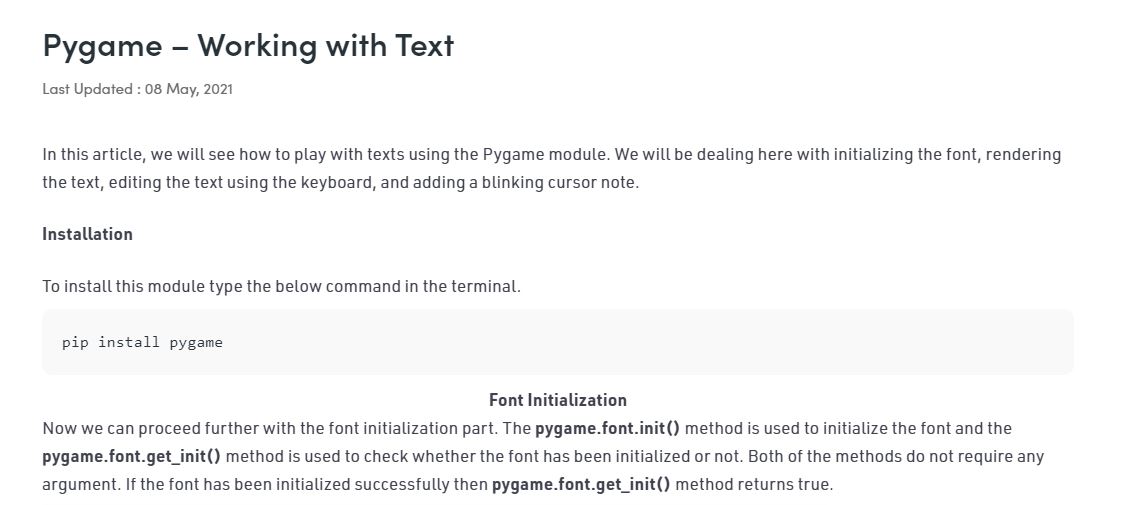 Pygame – Working with Text
Last Updated : 08 May, 2021
In this article, we will see how to play with texts using the Pygame module. We will be dealing here with initializing the font, rendering
the text, editing the text using the keyboard, and adding a blinking cursor note.
Installation
To install this module type the below command in the terminal.
pip install pygame
Font Initialization
Now we can proceed further with the font initialization part. The pygame.font.init() method is used to initialize the font and the
pygame.font.get_init() method is used to check whether the font has been initialized or not. Both of the methods do not require any
argument. If the font has been initialized successfully then pygame.font.get_init() method returns true.